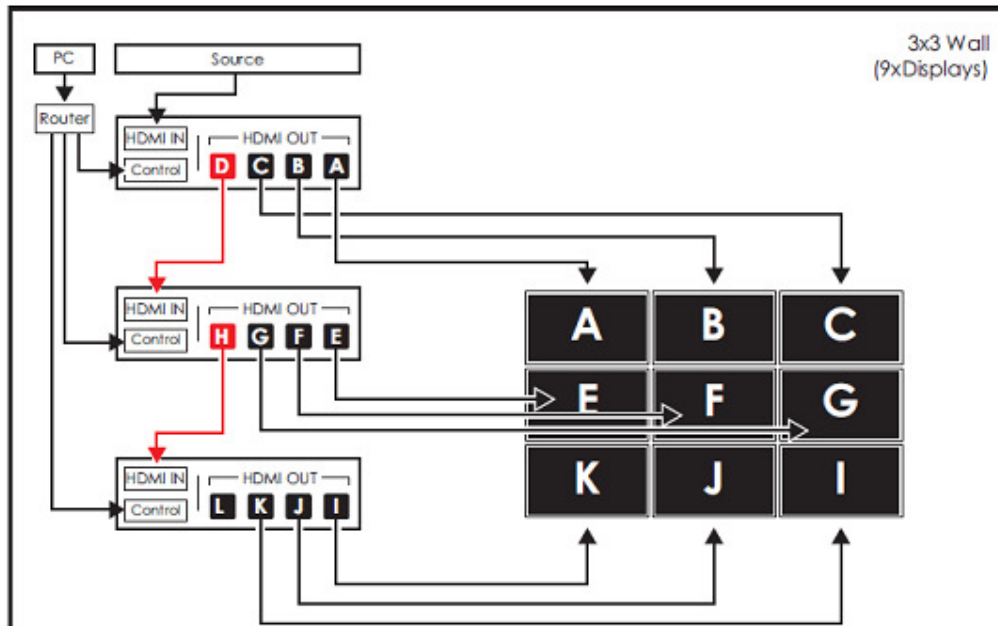 3x3 Wall
(9xDisplays)
PC
Source
Router
HDMI IN
HDMI OUT
Control
D C B A
HDMI IN
HDMI OUT
Control
H G F E
HDMI IN
HDMI OUT
Control
L K J I
A B C
E F G
K J I